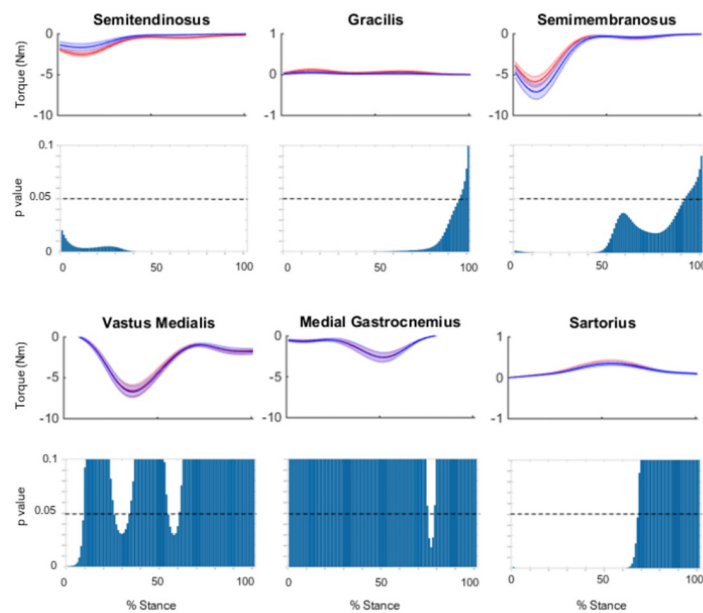 Semitendinosus Gracilis Semimembranosus
Torque (Nm) 0 -5 -10 1 0 -1 0 -5 -10
p value 0.1 0.05 0
0 50 100 0 50 100 0 50 100
Vastus Medialis Medial Gastrocnemius Sartorius
Torque (Nm) 0 -5 -10 0 -5 -10 1 0 -1
p value 0.1 0.05 0
0 50 100 0 50 100 0 50 100
% Stance % Stance % Stance